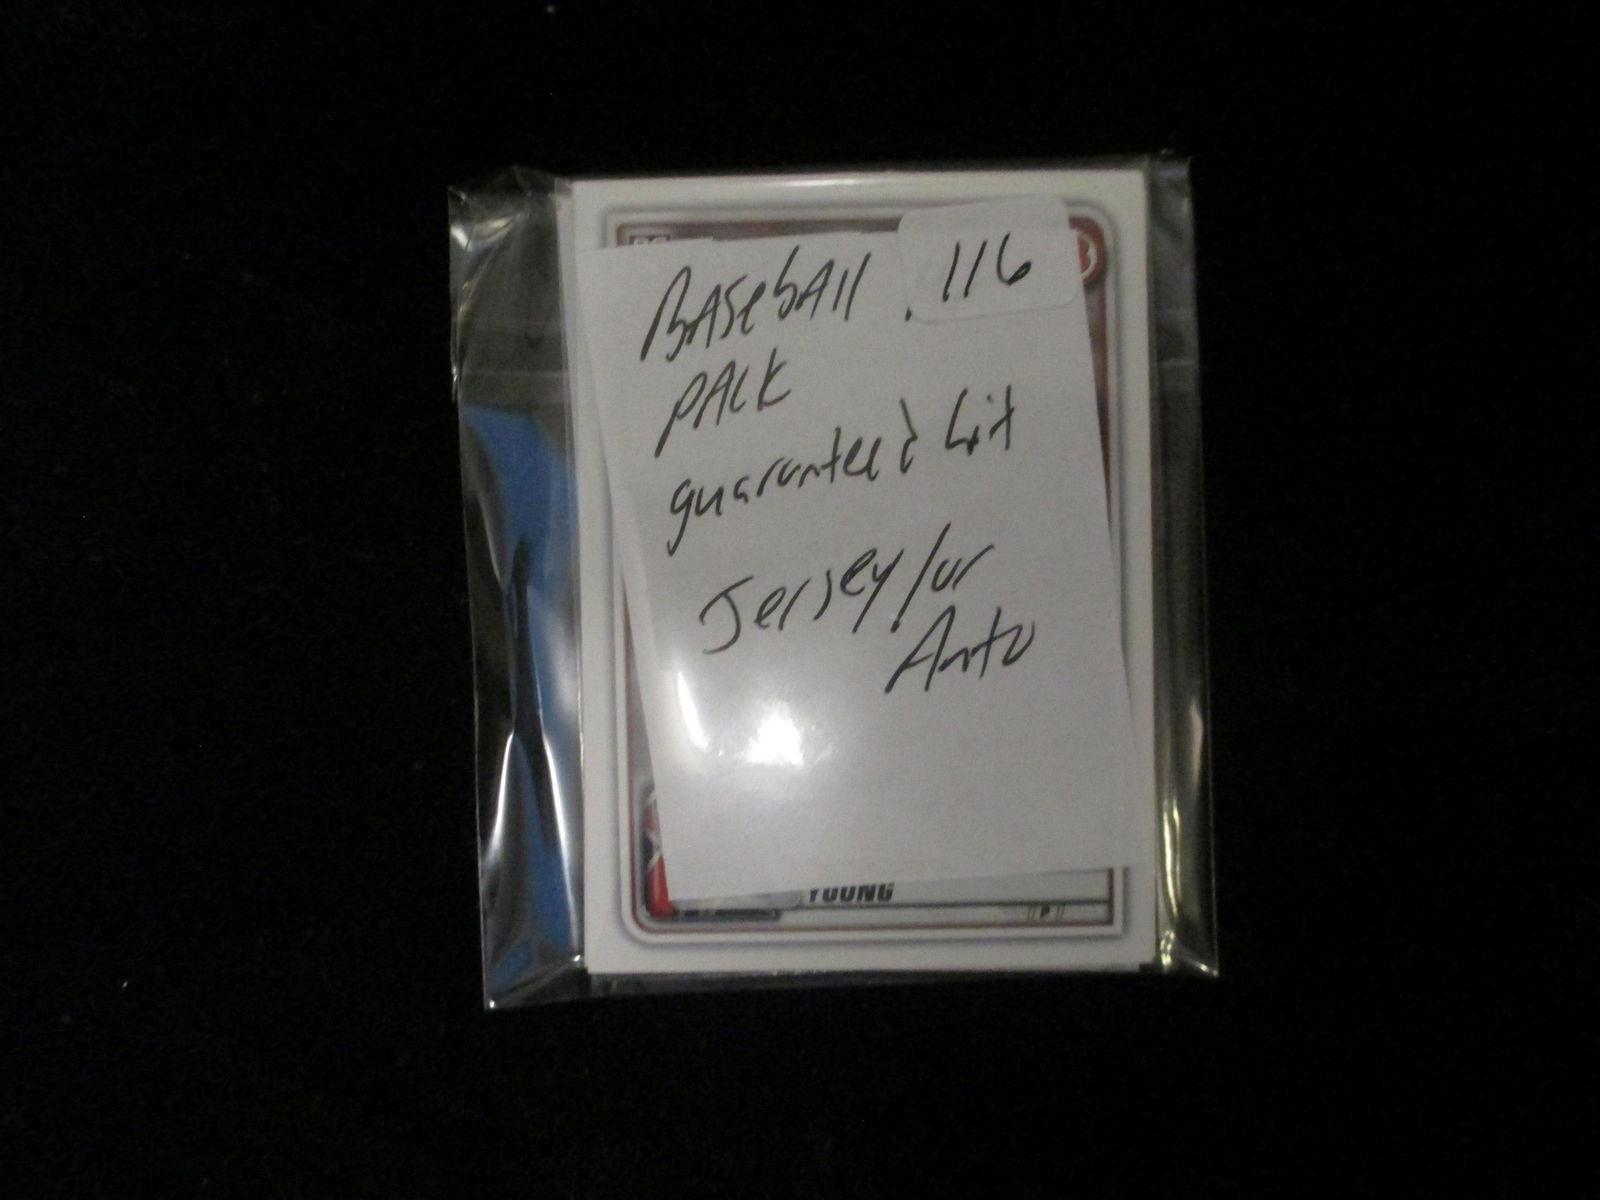 BASEbAll
116
PACK
guaranteed hit
Jersey/or
Auto
YOUNG
P